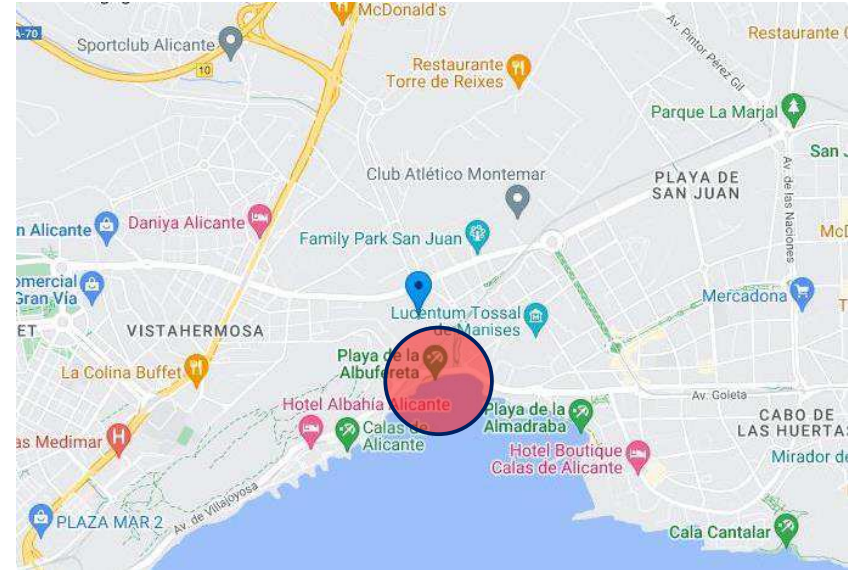 McDonald's
A-70
Sportclub Alicante
10
Restaurante
Torre de Reixes
Av. Pintor Pérez Gil
Restaurante
Parque La Marjal
San
Club Atlético Montemar
PLAYA DE
SAN JUAN
Av. de las Naciones
n Alicante
Daniya Alicante
Family Park San Juan
McD
omercial
Gran Vía
Mercadona
T
ET
VISTAHERMOSA
Lucentum Tossal
de Manises
Playa de la
Albufereta
La Colina Buffet
Hotel Albahía Alicante
Av. Goleta
Calas de
Alicante
Playa de la
Almadraba
CABO DE
LAS HUERTAS
as Medimar
Hotel Boutique
Calas de Alicante
Mirador de
Av. de Villajoyosa
PLAZA MAR 2
Cala Cantalar